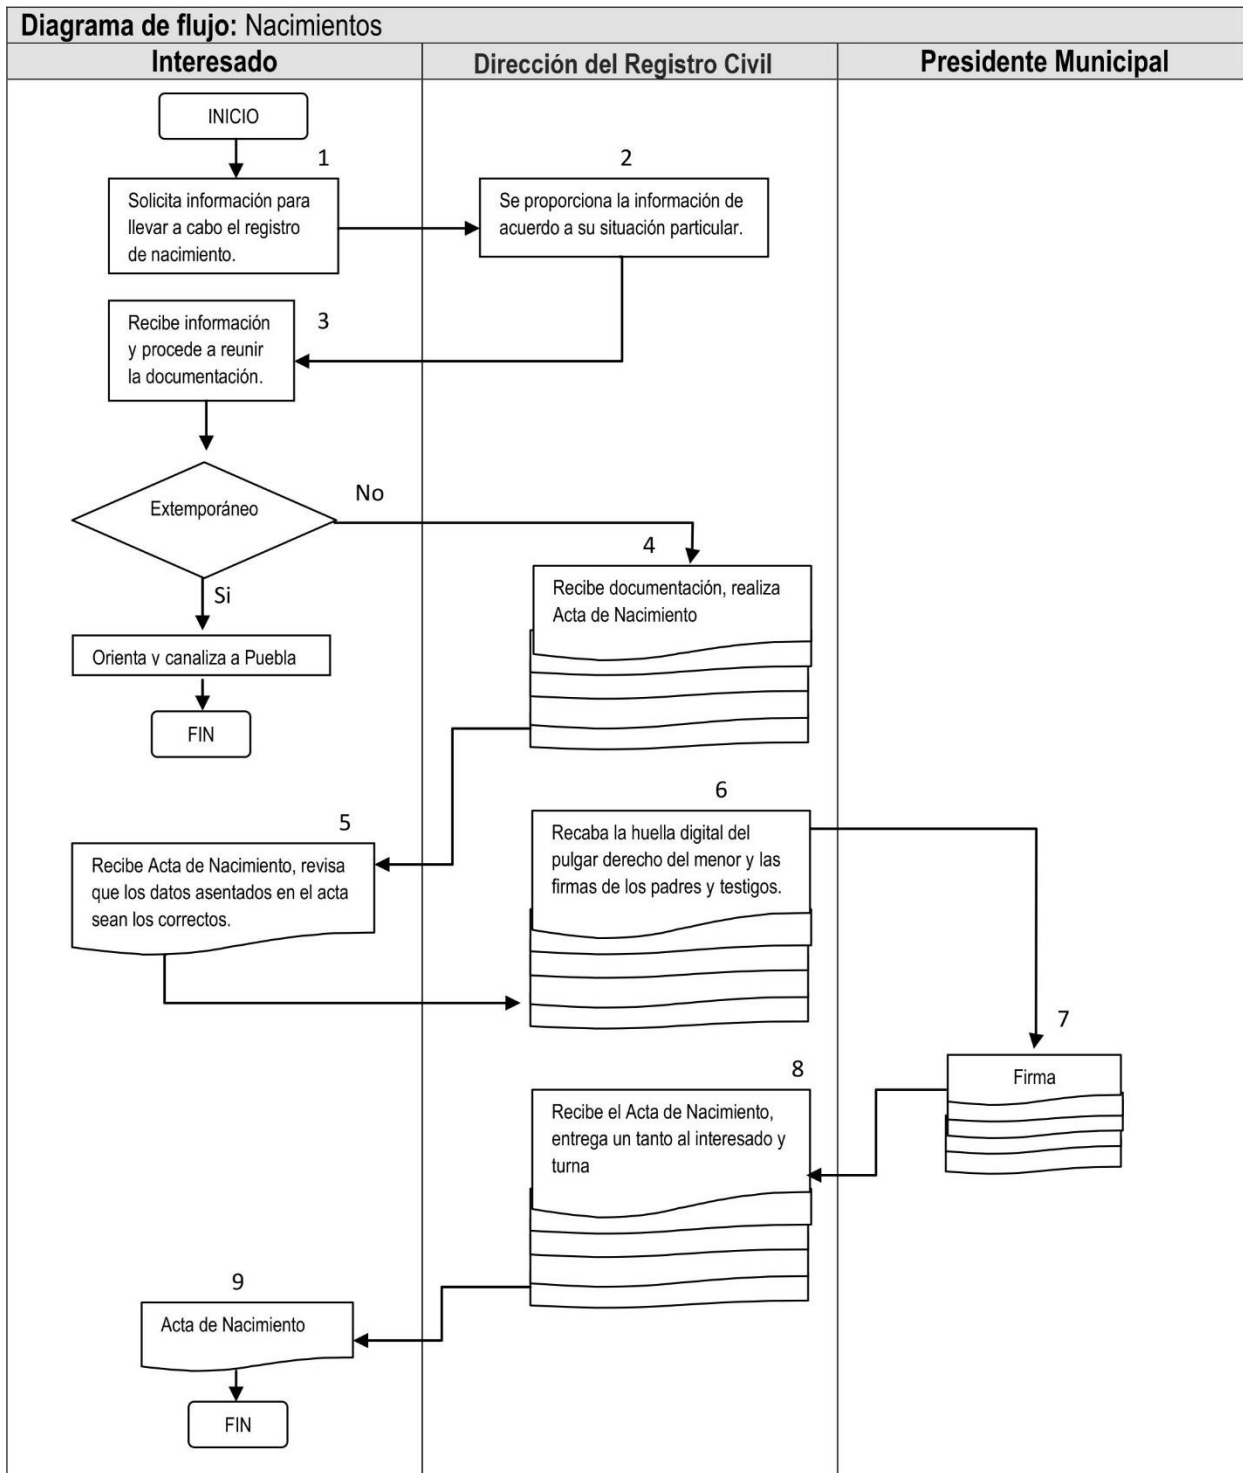 Diagrama de flujo: Nacimientos
Interesado
Dirección del Registro Civil
Presidente Municipal
INICIO
1
Solicita información para
llevar a cabo el registro
de nacimiento.
2
Se proporciona la información de
acuerdo a su situación particular.
3
Recibe información
y procede a reunir
la documentación.
Extemporáneo
No
Si
Orienta y canaliza a Puebla
FIN
4
Recibe documentación, realiza
Acta de Nacimiento
5
Recibe Acta de Nacimiento, revisa
que los datos asentados en el acta
sean los correctos.
6
Recaba la huella digital del
pulgar derecho del menor y las
firmas de los padres y testigos.
7
Firma
8
Recibe el Acta de Nacimiento,
entrega un tanto al interesado y
turna
9
Acta de Nacimiento
FIN